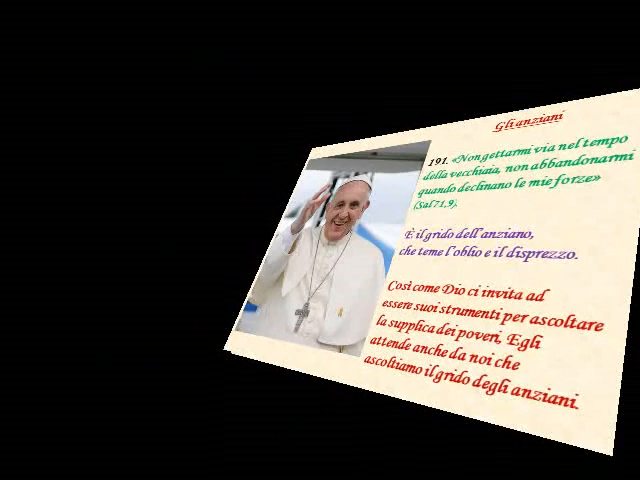 Gli anziani
191. «Non gettarmi via nel tempo
della vecchiaia, non abbandonarmi
quando declinano le mie forze»
(Sal 71,9).
È il grido dell'anziano,
che teme l'oblio e il disprezzo.
Così come Dio ci invita ad
essere suoi strumenti per ascoltare
la supplica dei poveri, Egli
attende anche da noi che
ascoltiamo il grido degli anziani.